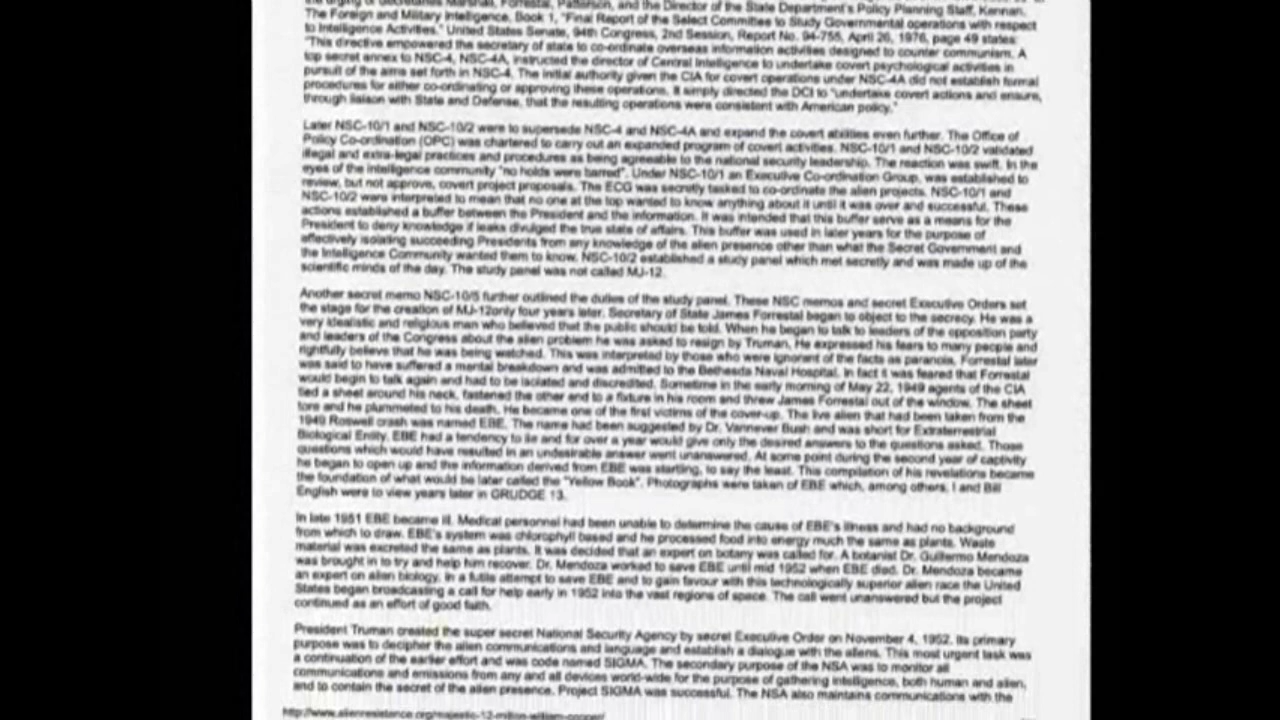 the urging of Secretaries Marshall, Forrestal, Patterson, and the Director of the State Department's Policy Planning Staff, Kennan.
The Foreign and Military Intelligence, Book 1, "Final Report of the Select Committee to Study Governmental operations with respect
to Intelligence Activities." United States Senate, 94th Congress, 2nd Session, Report No. 94-755, April 26, 1976, page 49 states:
"This directive empowered the secretary of state to co-ordinate overseas information activities designed to counter communism. A
top secret annex to NSC-4, NSC-4A, instructed the director of Central Intelligence to undertake covert psychological activities in
pursuit of the aims set forth in NSC-4. The initial authority given the CIA for covert operations under NSC-4A did not establish formal
procedures for either co-ordinating or approving these operations. It simply directed the DCI to "undertake covert actions and ensure,
through liaison with State and Defense, that the resulting operations were consistent with American policy."
Later NSC-10/1 and NSC-10/2 were to supersede NSC-4 and NSC-4A and expand the covert abilities even further. The Office of
Policy Co-ordination (OPC) was chartered to carry out an expanded program of covert activities. NSC-10/1 and NSC-10/2 validated
illegal and extra-legal practices and procedures as being agreeable to the national security leadership. The reaction was swift. In the
eyes of the intelligence community "no holds were barred". Under NSC-10/1 an Executive Co-ordination Group, was established to
review, but not approve, covert project proposals. The ECG was secretly tasked to co-ordinate the alien projects. NSC-10/1 and
NSC-10/2 were interpreted to mean that no one at the top wanted to know anything about it until it was over and successful. These
actions established a buffer between the President and the information. It was intended that this buffer serve as a means for the
President to deny knowledge if leaks divulged the true state of affairs. This buffer was used in later years for the purpose of
effectively isolating succeeding Presidents from any knowledge of the alien presence other than what the Secret Government and
the Intelligence Community wanted them to know. NSC-10/2 established a study panel which met secretly and was made up of the
scientific minds of the day. The study panel was not called MJ-12.
Another secret memo NSC-10/5 further outlined the duties of the study panel. These NSC memos and secret Executive Orders set
the stage for the creation of MJ-12only four years later. Secretary of State James Forrestal began to object to the secrecy. He was a
very idealistic and religious man who believed that the public should be told. When he began to talk to leaders of the opposition party
and leaders of the Congress about the alien problem he was asked to resign by Truman, He expressed his fears to many people and
rightfully believe that he was being watched. This was interpreted by those who were ignorant of the facts as paranoia. Forrestal later
was said to have suffered a mental breakdown and was admitted to the Bethesda Naval Hospital. In fact it was feared that Forrestal
would begin to talk again and had to be isolated and discredited. Sometime in the early morning of May 22, 1949 agents of the CIA
tied a sheet around his neck, fastened the other end to a fixture in his room and threw James Forrestal out of the window. The sheet
tore and he plummeted to his death. He became one of the first victims of the cover-up. The live alien that had been taken from the
1949 Roswell crash was named EBE. The name had been suggested by Dr. Vannever Bush and was short for Extraterrestrial
Biological Entity. EBE had a tendency to lie and for over a year would give only the desired answers to the questions asked. Those
questions which would have resulted in an undesirable answer went unanswered. At some point during the second year of captivity
he began to open up and the information derived from EBE was startling, to say the least. This compilation of his revelations became
the foundation of what would be later called the "Yellow Book". Photographs were taken of EBE which, among others, I and Bill
English were to view years later in GRUDGE 13.
In late 1951 EBE became ill. Medical personnel had been unable to determine the cause of EBE's illness and had no background
from which to draw. EBE's system was chlorophyll based and he processed food into energy much the same as plants. Waste
material was excreted the same as plants. It was decided that an expert on botany was called for. A botanist Dr. Guillermo Mendoza
was brought in to try and help him recover. Dr. Mendoza worked to save EBE until mid 1952 when EBE died. Dr. Mendoza became
an expert on alien biology. In a futile attempt to save EBE and to gain favour with this technologically superior alien race the United
States began broadcasting a call for help early in 1952 into the vast regions of space. The call went unanswered but the project
continued as an effort of good faith.
President Truman created the super secret National Security Agency by secret Executive Order on November 4, 1952. Its primary
purpose was to decipher the alien communications and language and establish a dialogue with the aliens. This most urgent task was
a continuation of the earlier effort and was code named SIGMA. The secondary purpose of the NSA was to monitor all
communications and emissions from any and all devices world-wide for the purpose of gathering intelligence, both human and alien,
and to contain the secret of the alien presence. Project SIGMA was successful. The NSA also maintains communications with the
http://www.alienresistance.org/majestic-12-milton-william-cooper/